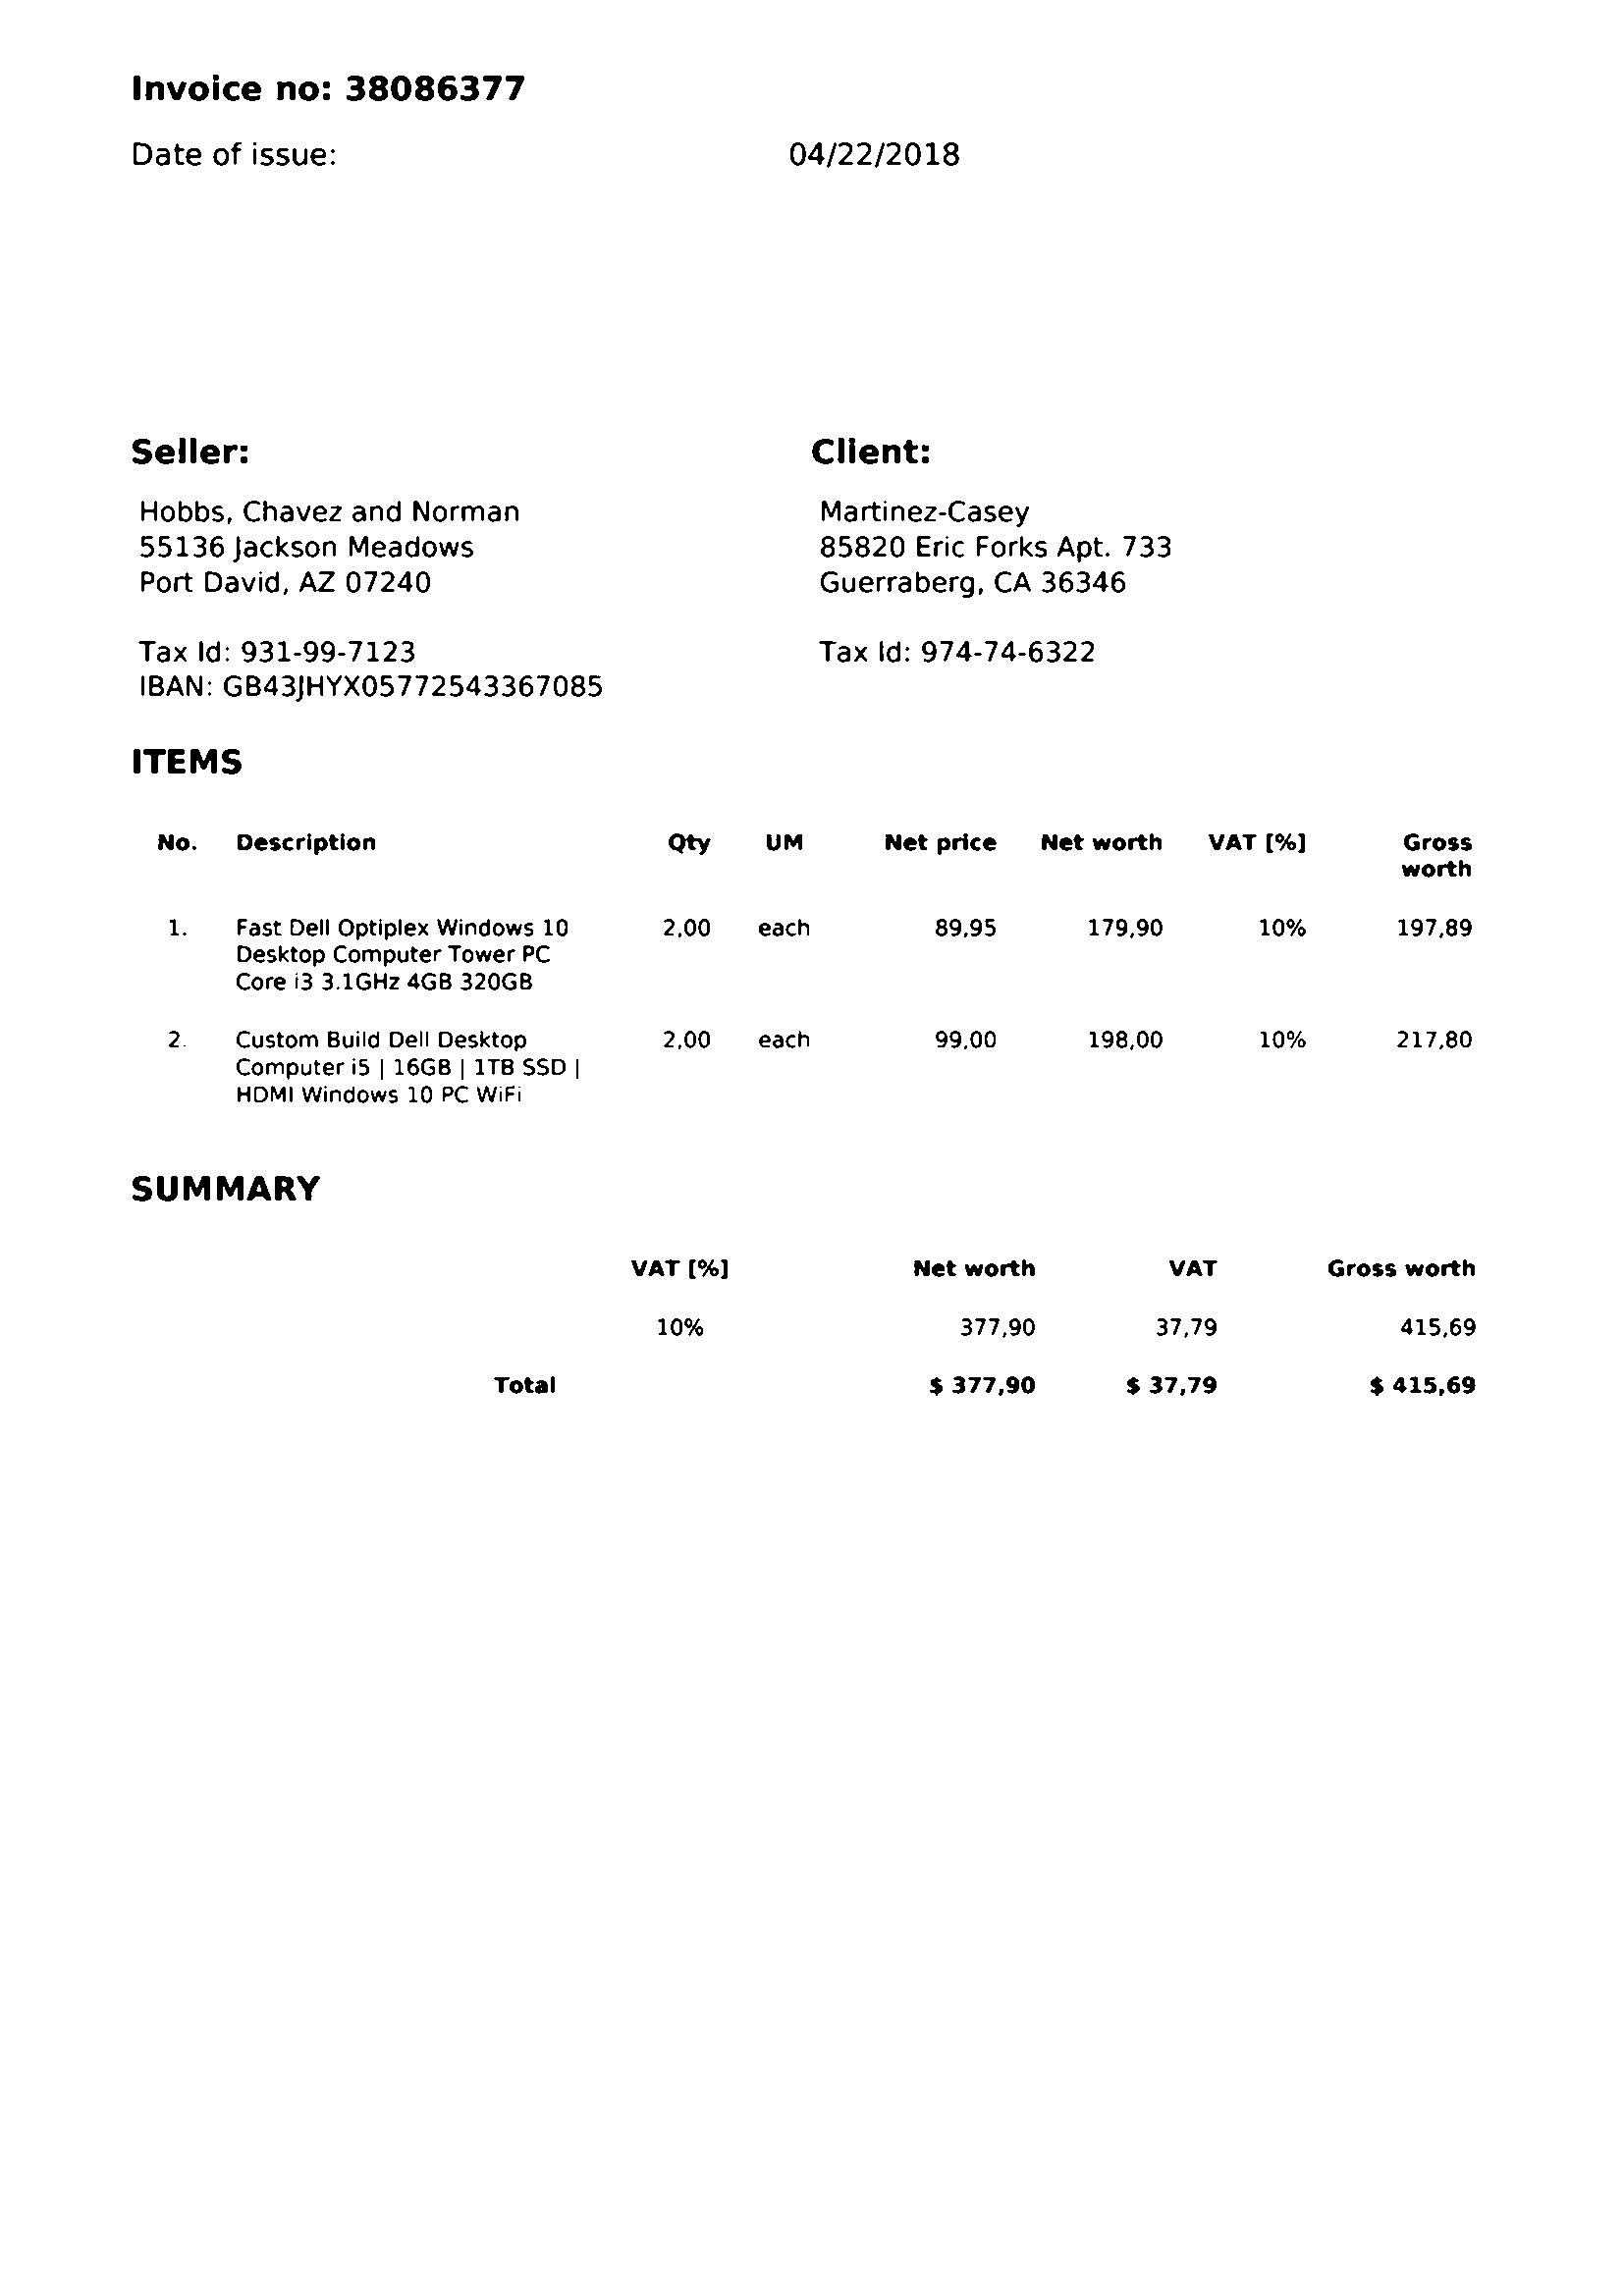 Invoice no: 38086377
Date of issue: 04/22/2018
Seller:
Hobbs, Chavez and Norman
55136 Jackson Meadows
Port David, AZ 07240
Tax Id: 931-99-7123
IBAN: GB43JHYX05772543367085
Client:
Martinez-Casey
85820 Eric Forks Apt. 733
Guerraberg, CA 36346
Tax Id: 974-74-6322
ITEMS
No. Description Qty UM Net price Net worth VAT [%] Gross
worth
1. Fast Dell Optiplex Windows 10 2,00 each 89,95 179,90 10% 197,89
Desktop Computer Tower PC
Core i3 3.1GHz 4GB 320GB
2. Custom Build Dell Desktop 2,00 each 99,00 198,00 10% 217,80
Computer i5 | 16GB | 1TB SSD |
HDMI Windows 10 PC WiFi
SUMMARY
VAT [%] Net worth VAT Gross worth
10% 377,90 37,79 415,69
Total $ 377,90 $ 37,79 $ 415,69